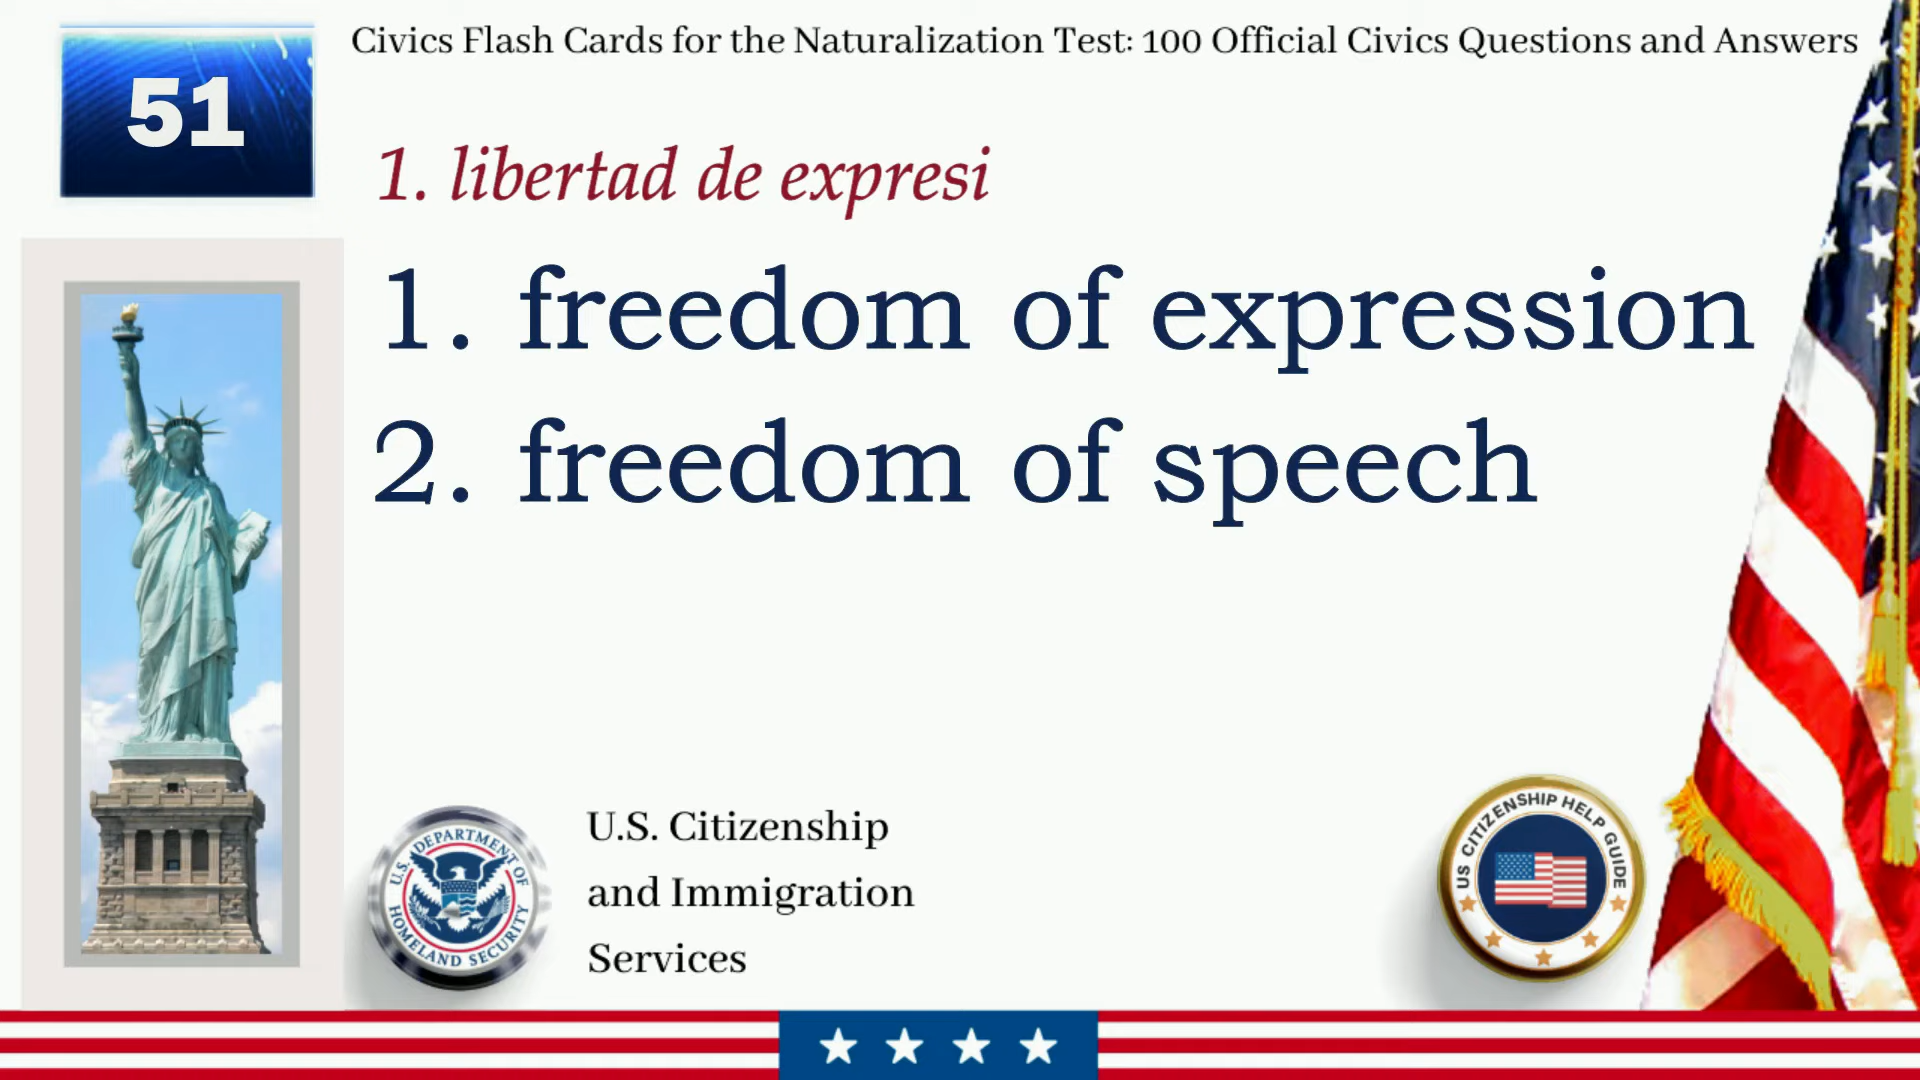 Civics Flash Cards for the Naturalization Test: 100 Official Civics Questions and Answers
51
1. libertad de expresi
1. freedom of expression
2. freedom of speech
U.S. Citizenship
and Immigration
Services
U.S. DEPARTMENT OF
HOMELAND SECURITY
US CITIZENSHIP HELP GUIDE